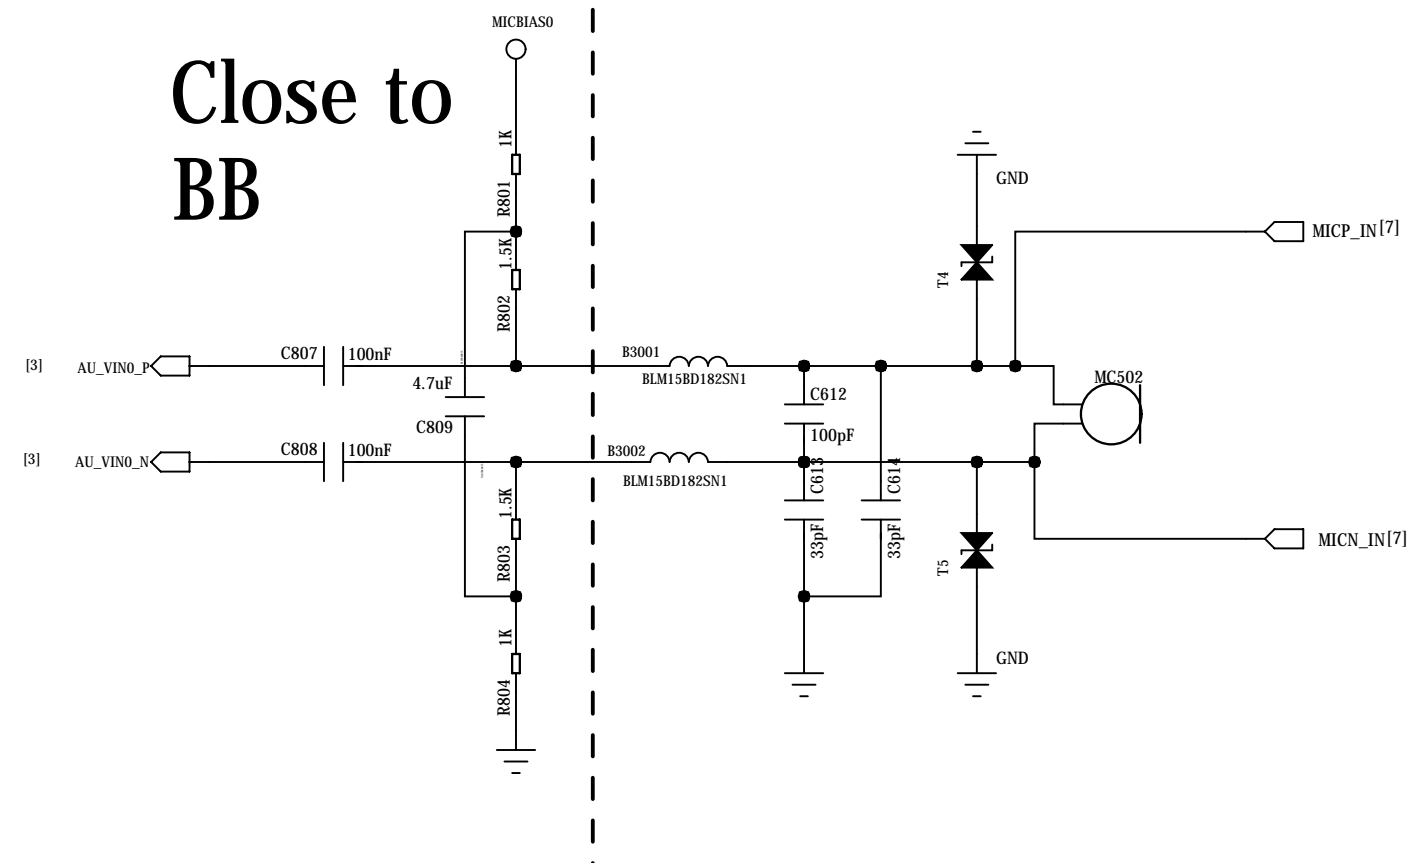 MICBIAS0
Close to
BB
1K
R801
1.5K
R802
GND
T4
MICP_IN [7]
[3] AU_VIN0_P
C807 100nF
B3001
BLM15BD182SN1
4.7uF
C809
C612
100pF
MC502
[3] AU_VIN0_N
C808 100nF
B3002
BLM15BD182SN1
C613
33pF
C614
33pF
1.5K
R803
T5
MICN_IN [7]
1K
R804
GND